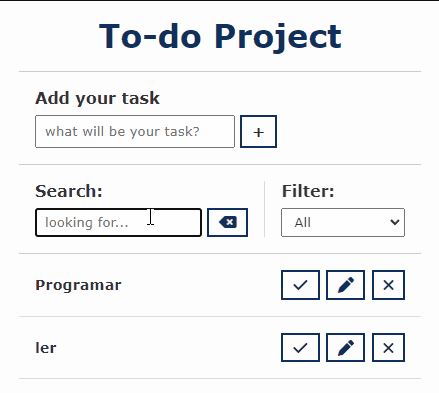 To-do Project
Add your task
what will be your task?
+
Search:
Filter:
looking for...
All
Programar
ler